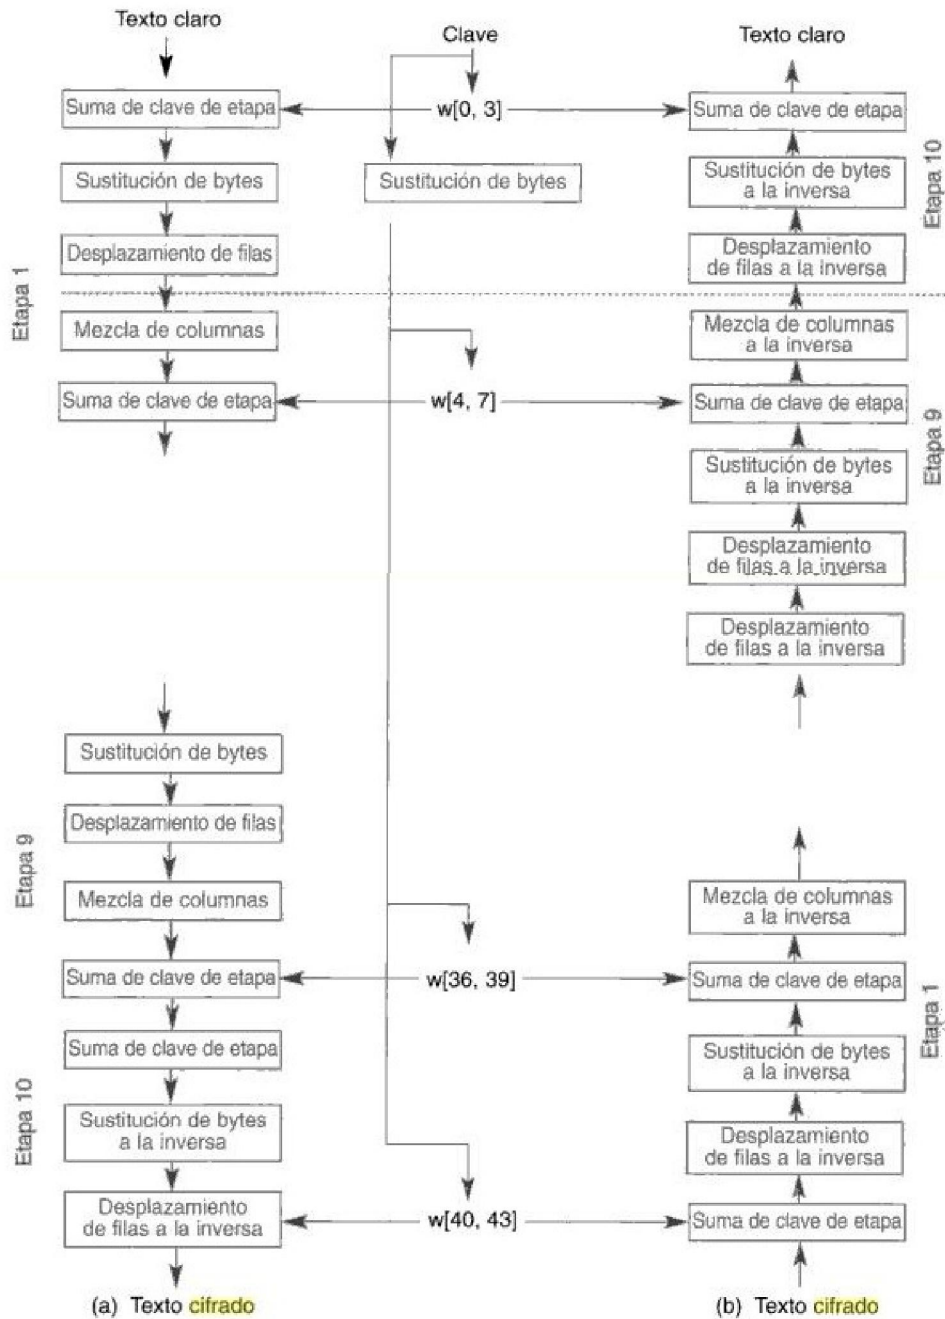 Texto claro
Suma de clave de etapa
Sustitución de bytes
Desplazamiento de filas
Mezcla de columnas
Suma de clave de etapa
Etapa 1
Sustitución de bytes
Desplazamiento de filas
Mezcla de columnas
Suma de clave de etapa
Etapa 9
Suma de clave de etapa
Sustitución de bytes
a la inversa
Desplazamiento
de filas a la inversa
Etapa 10
(a) Texto cifrado
Clave
w[0, 3]
Sustitución de bytes
w[4, 7]
w[36, 39]
w[40, 43]
Texto claro
Suma de clave de etapa
Sustitución de bytes
a la inversa
Desplazamiento
de filas a la inversa
Etapa 10
Mezcla de columnas
a la inversa
Suma de clave de etapa
Sustitución de bytes
a la inversa
Desplazamiento
de filas a la inversa
Desplazamiento
de filas a la inversa
Etapa 9
Mezcla de columnas
a la inversa
Suma de clave de etapa
Sustitución de bytes
a la inversa
Desplazamiento
de filas a la inversa
Suma de clave de etapa
Etapa 1
(b) Texto cifrado